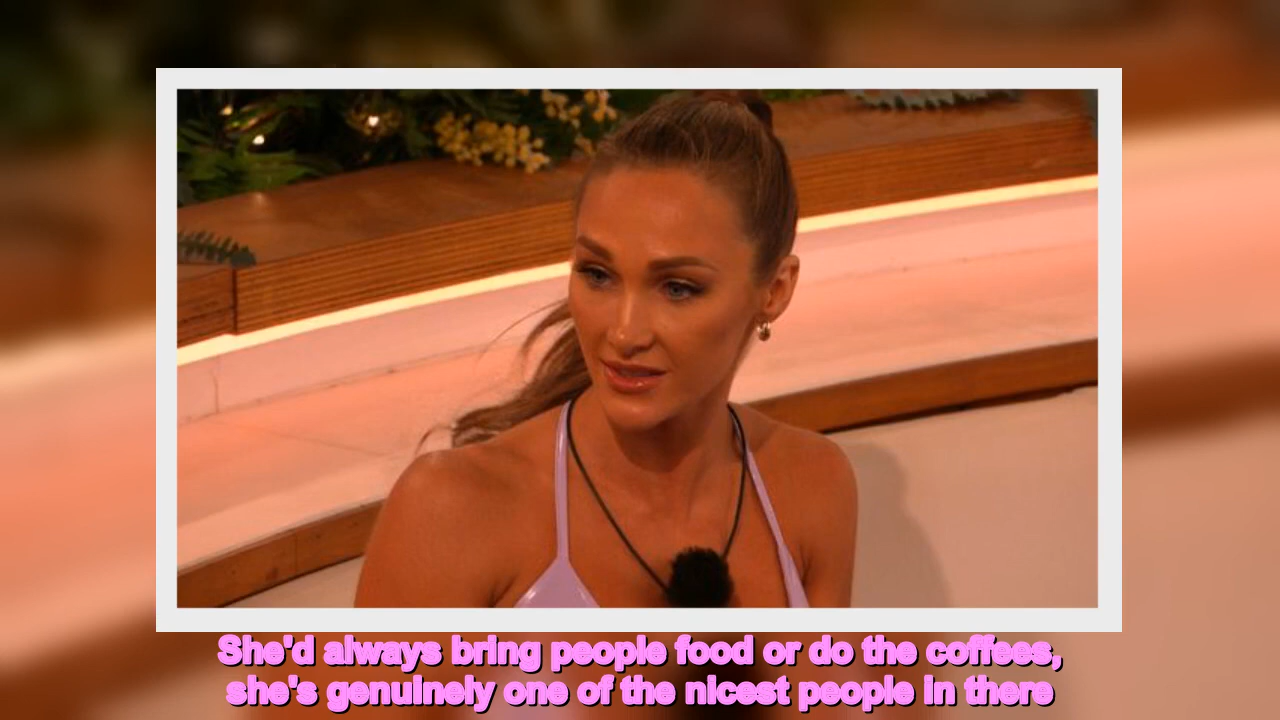 She'd always bring people food or do the coffees,
she's genuinely one of the nicest people in there